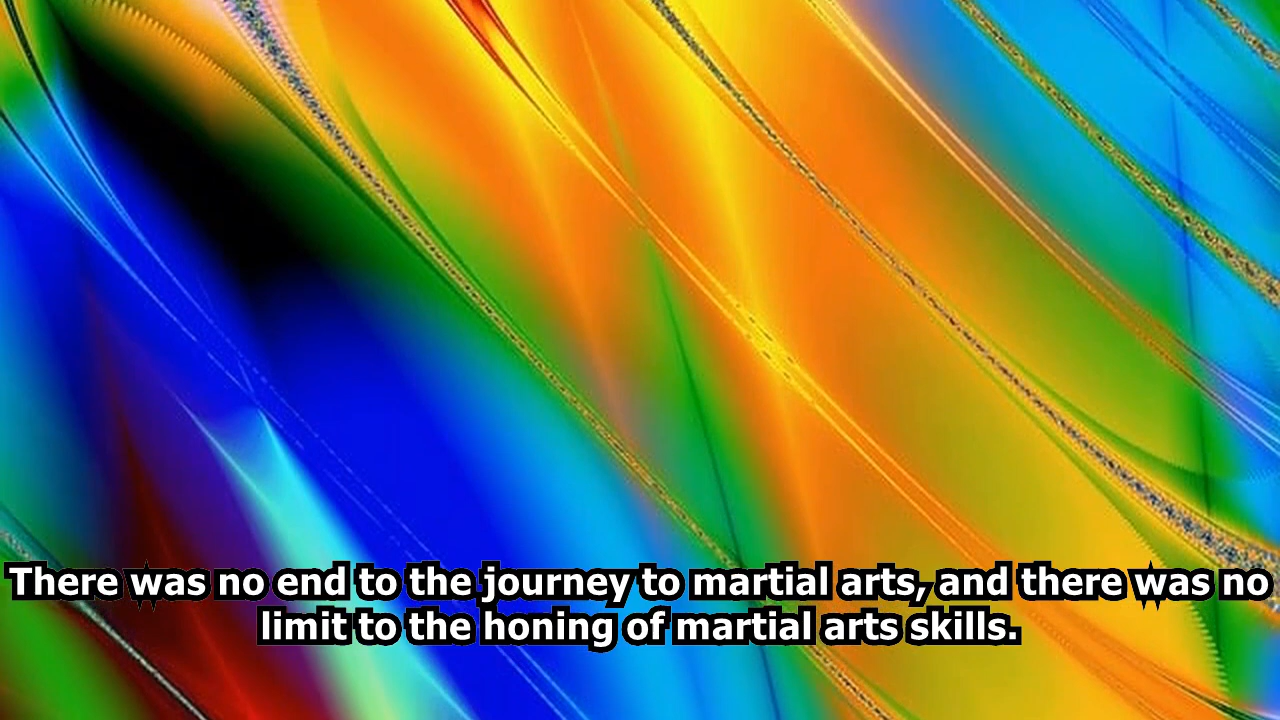 There was no end to the journey to martial arts, and there was no
limit to the honing of martial arts skills.